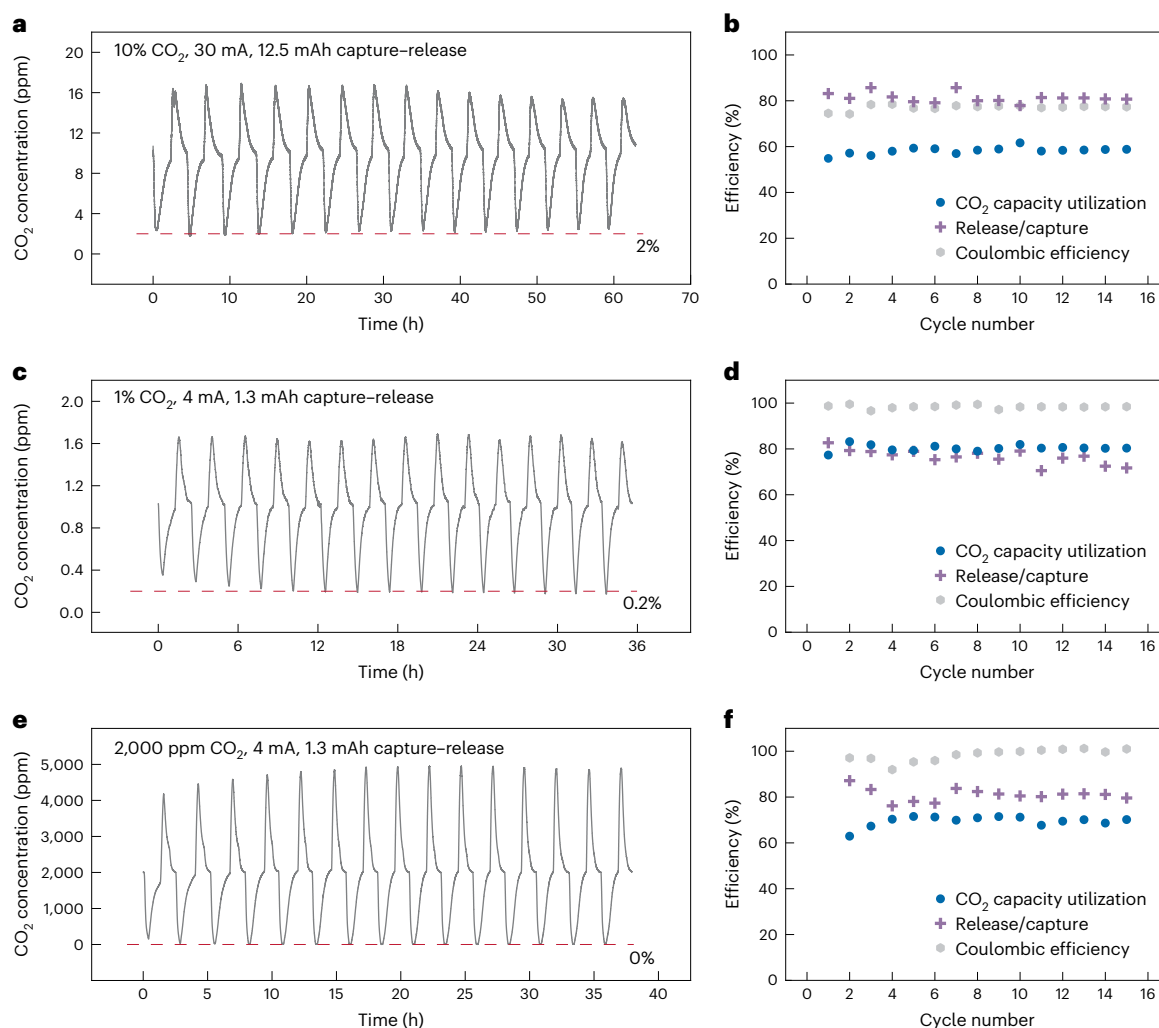 a
10% CO₂, 30 mA, 12.5 mAh capture–release
CO₂ concentration (ppm)
20
16
12
8
4
0
2%
0 10 20 30 40 50 60 70
Time (h)
b
Efficiency (%)
100
80
60
40
20
0
CO₂ capacity utilization
Release/capture
Coulombic efficiency
0 2 4 6 8 10 12 14 16
Cycle number
c
1% CO₂, 4 mA, 1.3 mAh capture–release
CO₂ concentration (ppm)
2.0
1.6
1.2
0.8
0.4
0.0
0.2%
0 6 12 18 24 30 36
Time (h)
d
Efficiency (%)
100
80
60
40
20
0
CO₂ capacity utilization
Release/capture
Coulombic efficiency
0 2 4 6 8 10 12 14 16
Cycle number
e
2,000 ppm CO₂, 4 mA, 1.3 mAh capture–release
CO₂ concentration (ppm)
5,000
4,000
3,000
2,000
1,000
0
0%
0 5 10 15 20 25 30 35 40
Time (h)
f
Efficiency (%)
100
80
60
40
20
0
CO₂ capacity utilization
Release/capture
Coulombic efficiency
0 2 4 6 8 10 12 14 16
Cycle number